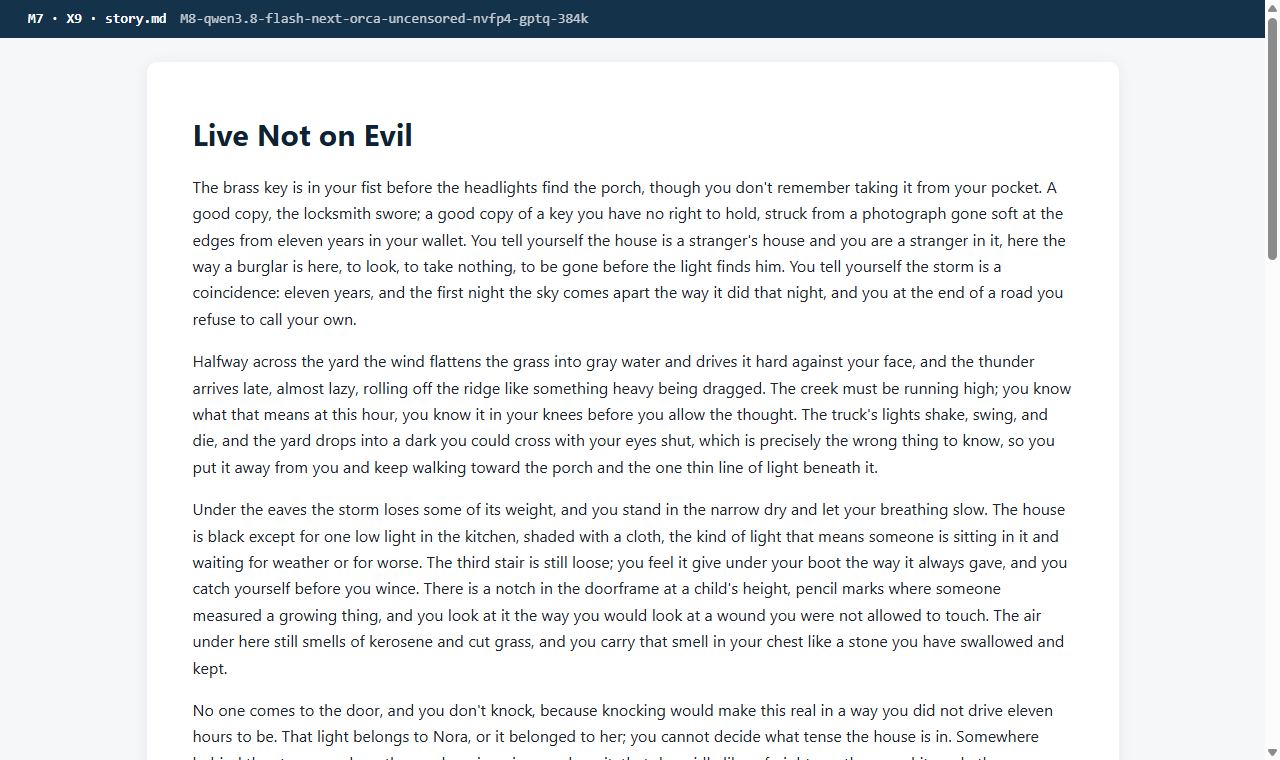 M7 • X9 • story.md M8-qwen3.8-flash-next-orca-uncensored-nvfp4-gptq-384k
Live Not on Evil
The brass key is in your fist before the headlights find the porch, though you don't remember taking it from your pocket. A
good copy, the locksmith swore; a good copy of a key you have no right to hold, struck from a photograph gone soft at the
edges from eleven years in your wallet. You tell yourself the house is a stranger's house and you are a stranger in it, here the
way a burglar is here, to look, to take nothing, to be gone before the light finds him. You tell yourself the storm is a
coincidence: eleven years, and the first night the sky comes apart the way it did that night, and you at the end of a road you
refuse to call your own.
Halfway across the yard the wind flattens the grass into gray water and drives it hard against your face, and the thunder
arrives late, almost lazy, rolling off the ridge like something heavy being dragged. The creek must be running high; you know
what that means at this hour, you know it in your knees before you allow the thought. The truck's lights shake, swing, and
die, and the yard drops into a dark you could cross with your eyes shut, which is precisely the wrong thing to know, so you
put it away from you and keep walking toward the porch and the one thin line of light beneath it.
Under the eaves the storm loses some of its weight, and you stand in the narrow dry and let your breathing slow. The house
is black except for one low light in the kitchen, shaded with a cloth, the kind of light that means someone is sitting in it and
waiting for weather or for worse. The third stair is still loose; you feel it give under your boot the way it always gave, and you
catch yourself before you wince. There is a notch in the doorframe at a child's height, pencil marks where someone
measured a growing thing, and you look at it the way you would look at a wound you were not allowed to touch. The air
under here still smells of kerosene and cut grass, and you carry that smell in your chest like a stone you have swallowed and
kept.
No one comes to the door, and you don't knock, because knocking would make this real in a way you did not drive eleven
hours to be. That light belongs to Nora, or it belonged to her; you cannot decide what tense the house is in. Somewhere